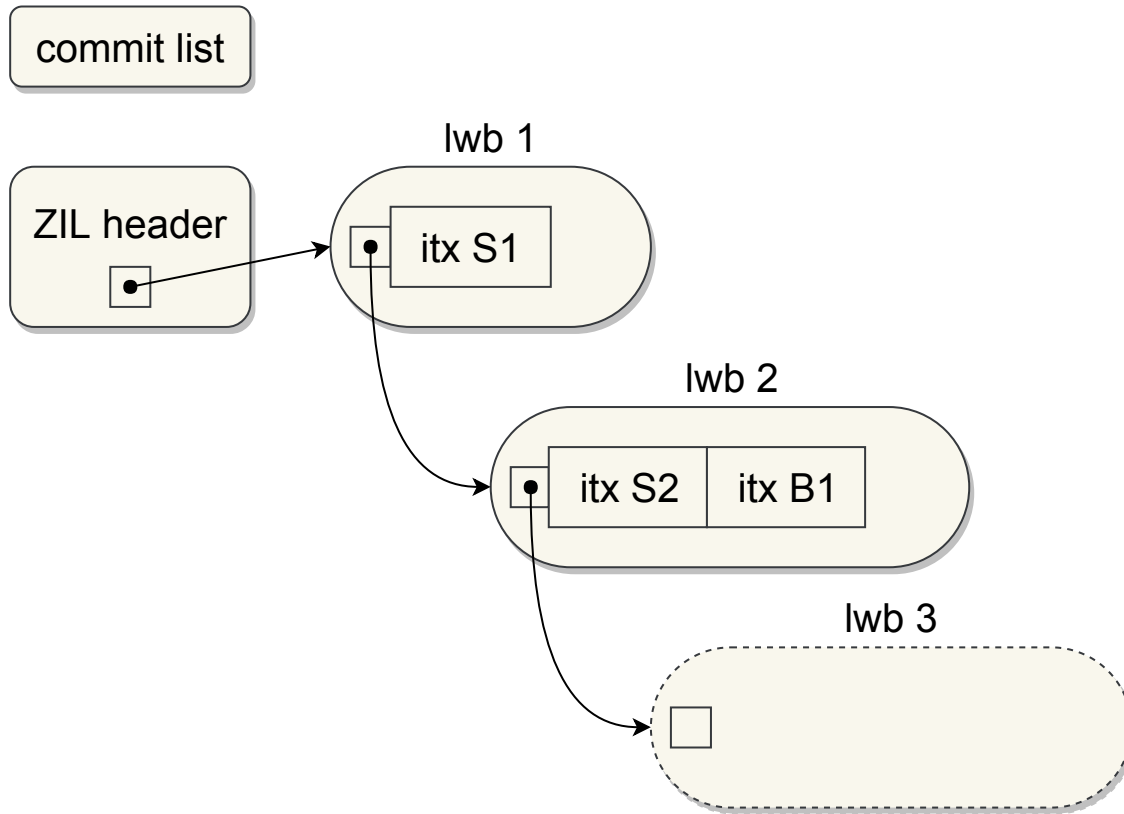 commit list
lwb 1
ZIL header
itx S1
lwb 2
itx S2
itx B1
lwb 3